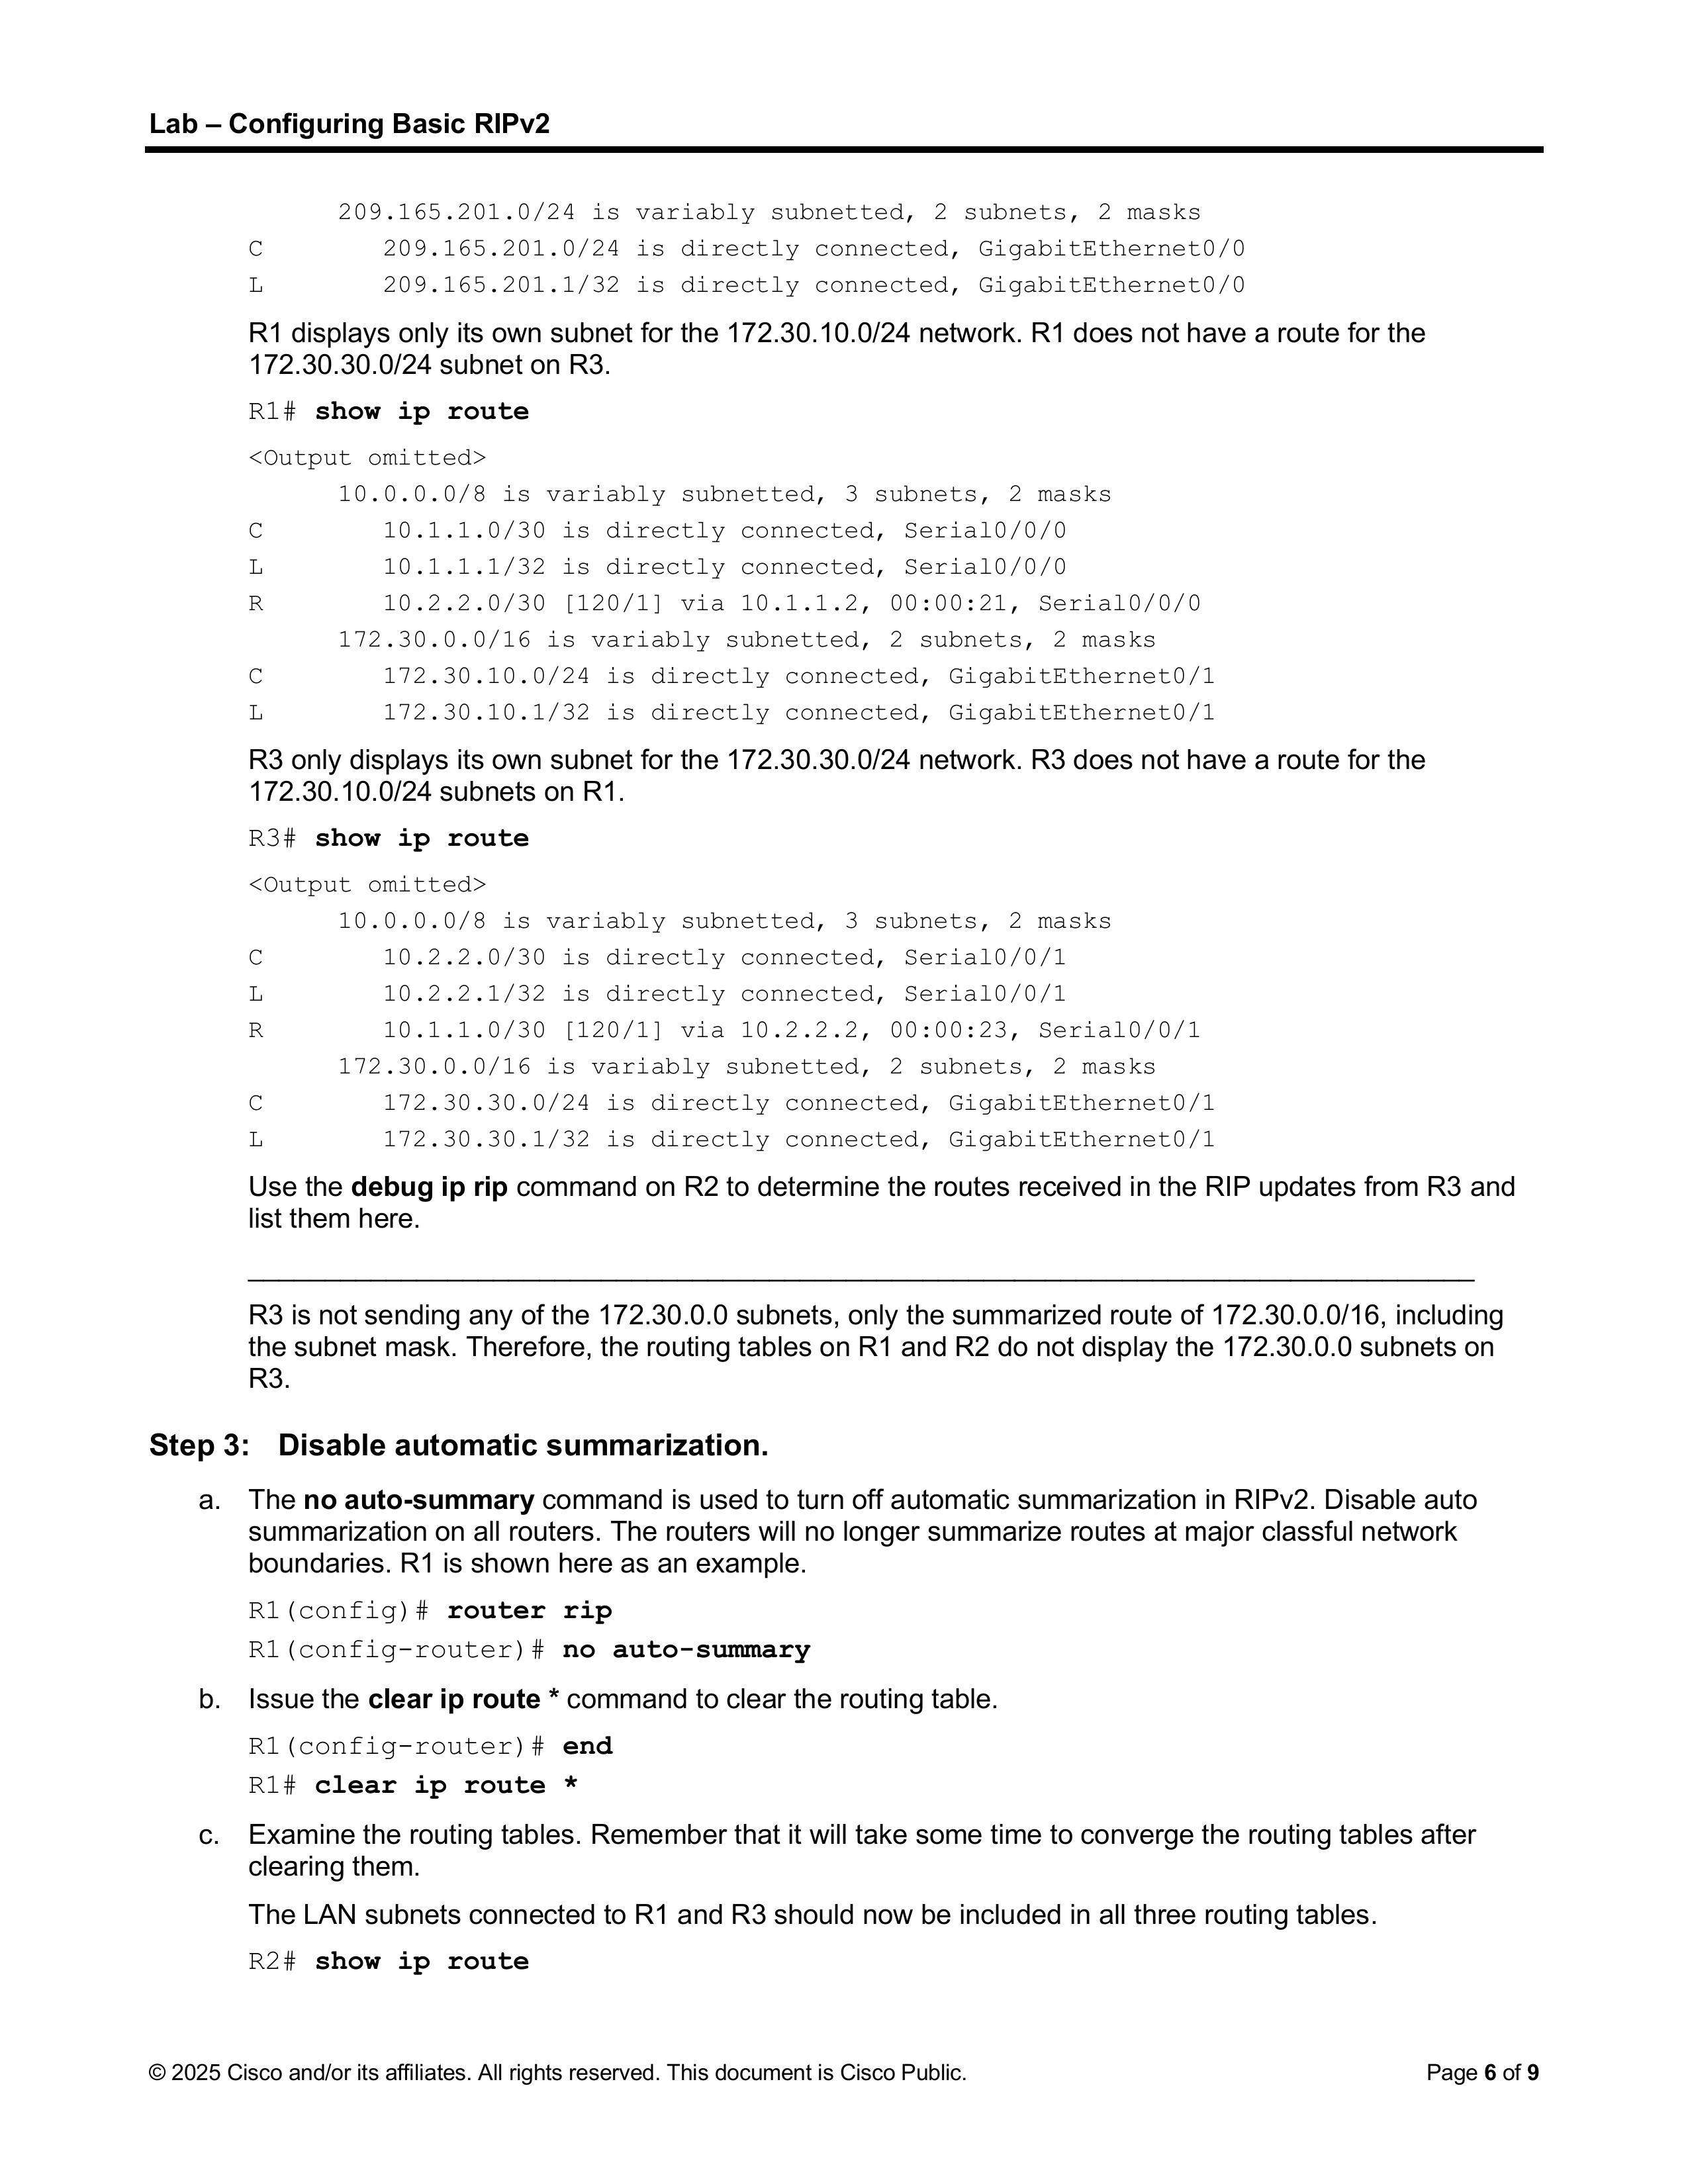 Lab – Configuring Basic RIPv2
209.165.201.0/24 is variably subnetted, 2 subnets, 2 masks
C 209.165.201.0/24 is directly connected, GigabitEthernet0/0
L 209.165.201.1/32 is directly connected, GigabitEthernet0/0
R1 displays only its own subnet for the 172.30.10.0/24 network. R1 does not have a route for the
172.30.30.0/24 subnet on R3.
R1# show ip route
<Output omitted>
10.0.0.0/8 is variably subnetted, 3 subnets, 2 masks
C 10.1.1.0/30 is directly connected, Serial0/0/0
L 10.1.1.1/32 is directly connected, Serial0/0/0
R 10.2.2.0/30 [120/1] via 10.1.1.2, 00:00:21, Serial0/0/0
172.30.0.0/16 is variably subnetted, 2 subnets, 2 masks
C 172.30.10.0/24 is directly connected, GigabitEthernet0/1
L 172.30.10.1/32 is directly connected, GigabitEthernet0/1
R3 only displays its own subnet for the 172.30.30.0/24 network. R3 does not have a route for the
172.30.10.0/24 subnets on R1.
R3# show ip route
<Output omitted>
10.0.0.0/8 is variably subnetted, 3 subnets, 2 masks
C 10.2.2.0/30 is directly connected, Serial0/0/1
L 10.2.2.1/32 is directly connected, Serial0/0/1
R 10.1.1.0/30 [120/1] via 10.2.2.2, 00:00:23, Serial0/0/1
172.30.0.0/16 is variably subnetted, 2 subnets, 2 masks
C 172.30.30.0/24 is directly connected, GigabitEthernet0/1
L 172.30.30.1/32 is directly connected, GigabitEthernet0/1
Use the debug ip rip command on R2 to determine the routes received in the RIP updates from R3 and
list them here.
R3 is not sending any of the 172.30.0.0 subnets, only the summarized route of 172.30.0.0/16, including
the subnet mask. Therefore, the routing tables on R1 and R2 do not display the 172.30.0.0 subnets on
R3.
Step 3: Disable automatic summarization.
a. The no auto-summary command is used to turn off automatic summarization in RIPv2. Disable auto
summarization on all routers. The routers will no longer summarize routes at major classful network
boundaries. R1 is shown here as an example.
R1(config)# router rip
R1(config-router)# no auto-summary
b. Issue the clear ip route * command to clear the routing table.
R1(config-router)# end
R1# clear ip route *
c. Examine the routing tables. Remember that it will take some time to converge the routing tables after
clearing them.
The LAN subnets connected to R1 and R3 should now be included in all three routing tables.
R2# show ip route
© 2025 Cisco and/or its affiliates. All rights reserved. This document is Cisco Public. Page 6 of 9